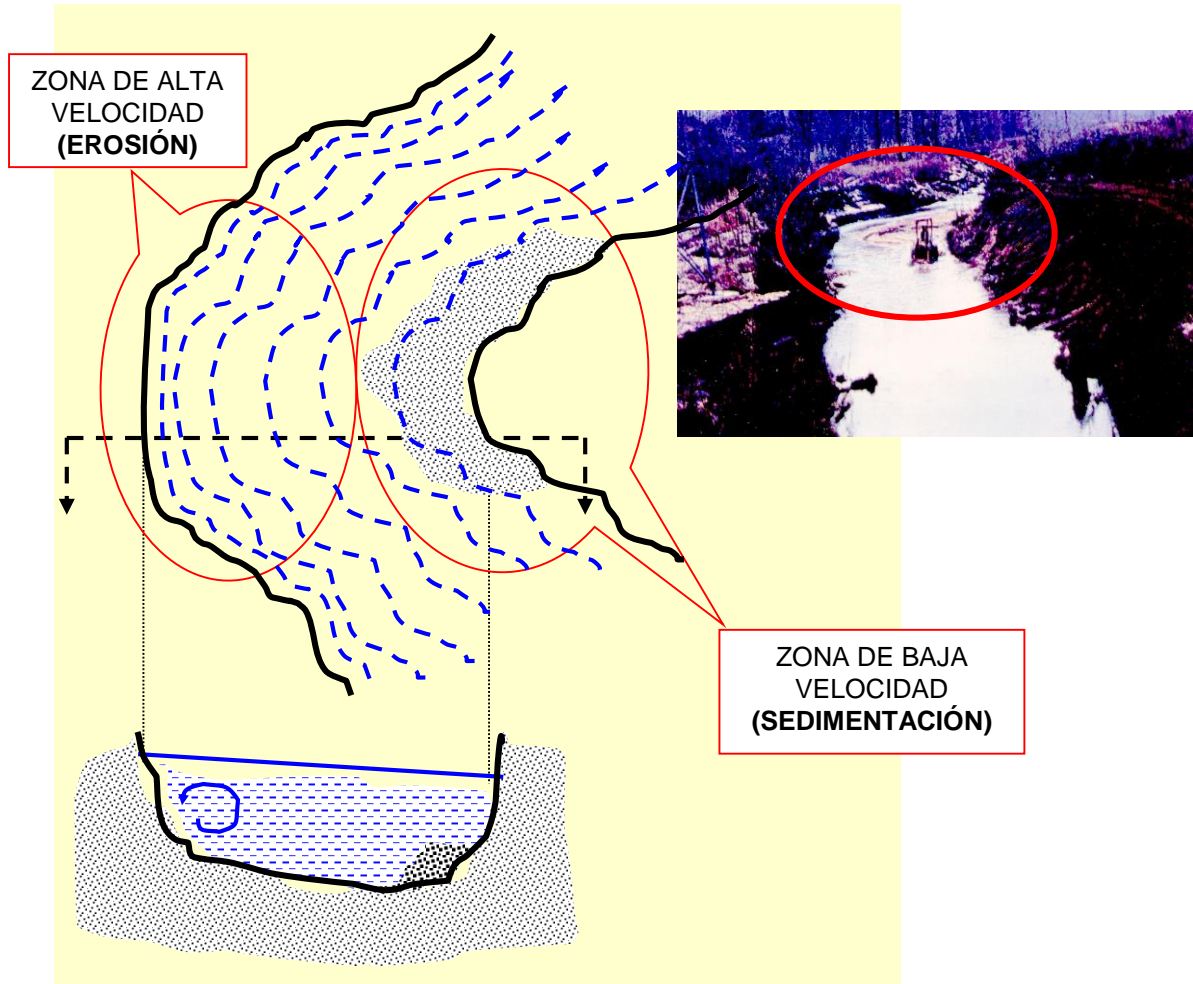 ZONA DE ALTA
VELOCIDAD
(EROSIÓN)
ZONA DE BAJA
VELOCIDAD
(SEDIMENTACIÓN)